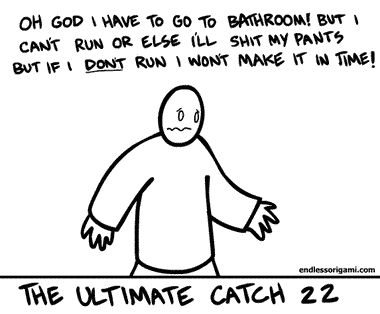 OH GOD I HAVE TO GO TO BATHROOM! BUT I
CAN'T RUN OR ELSE I'LL SHIT MY PANTS
BUT IF I DON'T RUN I WON'T MAKE IT IN TIME!
endlessorigami.com
THE ULTIMATE CATCH 22